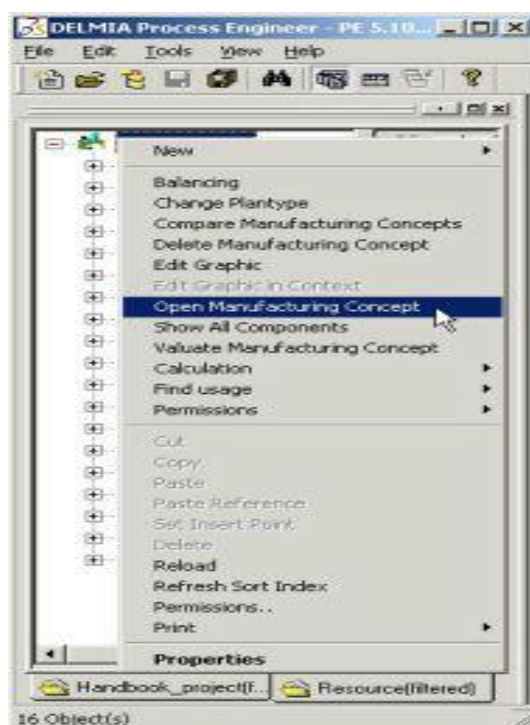 DELMIA Process Engineer - PE 5.10...
File Edit Tools View Help
New
Balancing
Change Plantype
Compare Manufacturing Concepts
Delete Manufacturing Concept
Edit Graphic
Edit Graphic in Context
Open Manufacturing Concept
Show All Components
Valuate Manufacturing Concept
Calculation
Find usage
Permissions
Cut
Copy
Paste
Paste Reference
Set Insert Point
Delete
Reload
Refresh Sort Index
Permissions..
Print
Properties
Handbook_project(f... Resource(filtered)
16 Object(s)